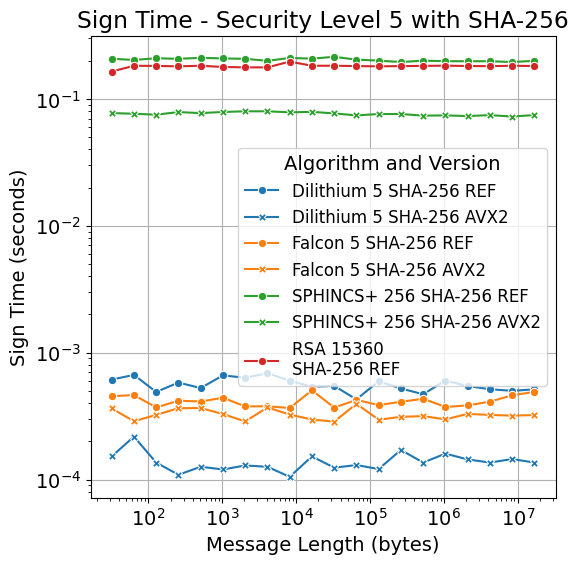 Sign Time - Security Level 5 with SHA-256
Sign Time (seconds)
10⁻¹
10⁻²
10⁻³
10⁻⁴
Algorithm and Version
Dilithium 5 SHA-256 REF
Dilithium 5 SHA-256 AVX2
Falcon 5 SHA-256 REF
Falcon 5 SHA-256 AVX2
SPHINCS+ 256 SHA-256 REF
SPHINCS+ 256 SHA-256 AVX2
RSA 15360
SHA-256 REF
10² 10³ 10⁴ 10⁵ 10⁶ 10⁷
Message Length (bytes)